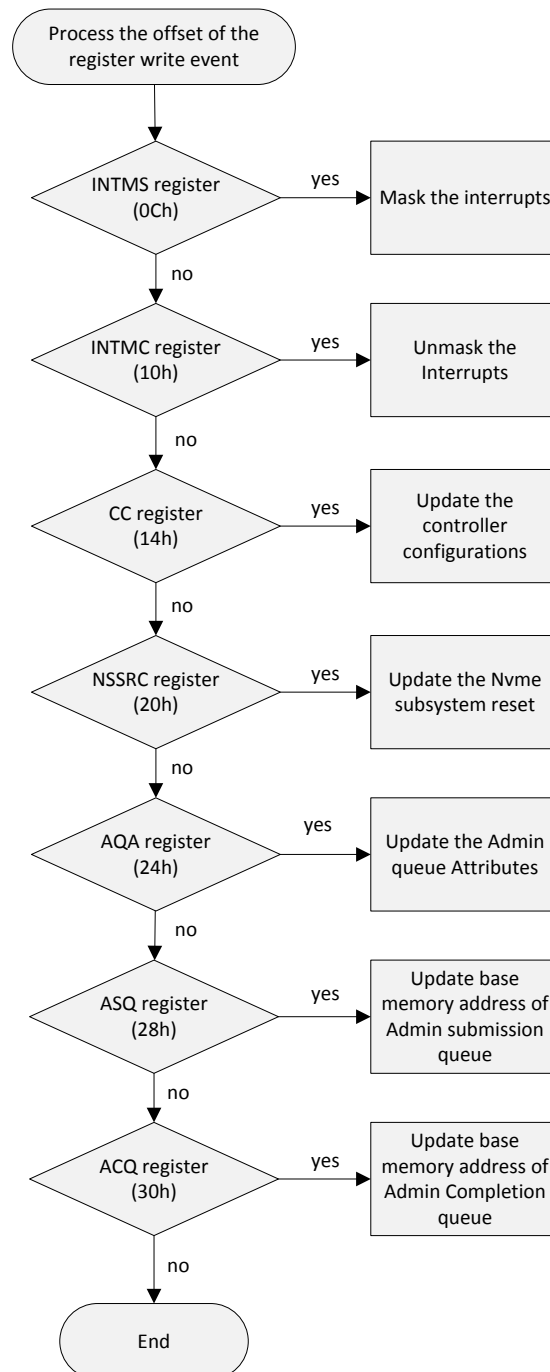 Process the offset of the
register write event
INTMS register
(0Ch)
yes
Mask the interrupts
no
INTMC register
(10h)
yes
Unmask the
Interrupts
no
CC register
(14h)
yes
Update the
controller
configurations
no
NSSRC register
(20h)
yes
Update the Nvme
subsystem reset
no
AQA register
(24h)
yes
Update the Admin
queue Attributes
no
ASQ register
(28h)
yes
Update base
memory address of
Admin submission
queue
no
ACQ register
(30h)
yes
Update base
memory address of
Admin Completion
queue
no
End